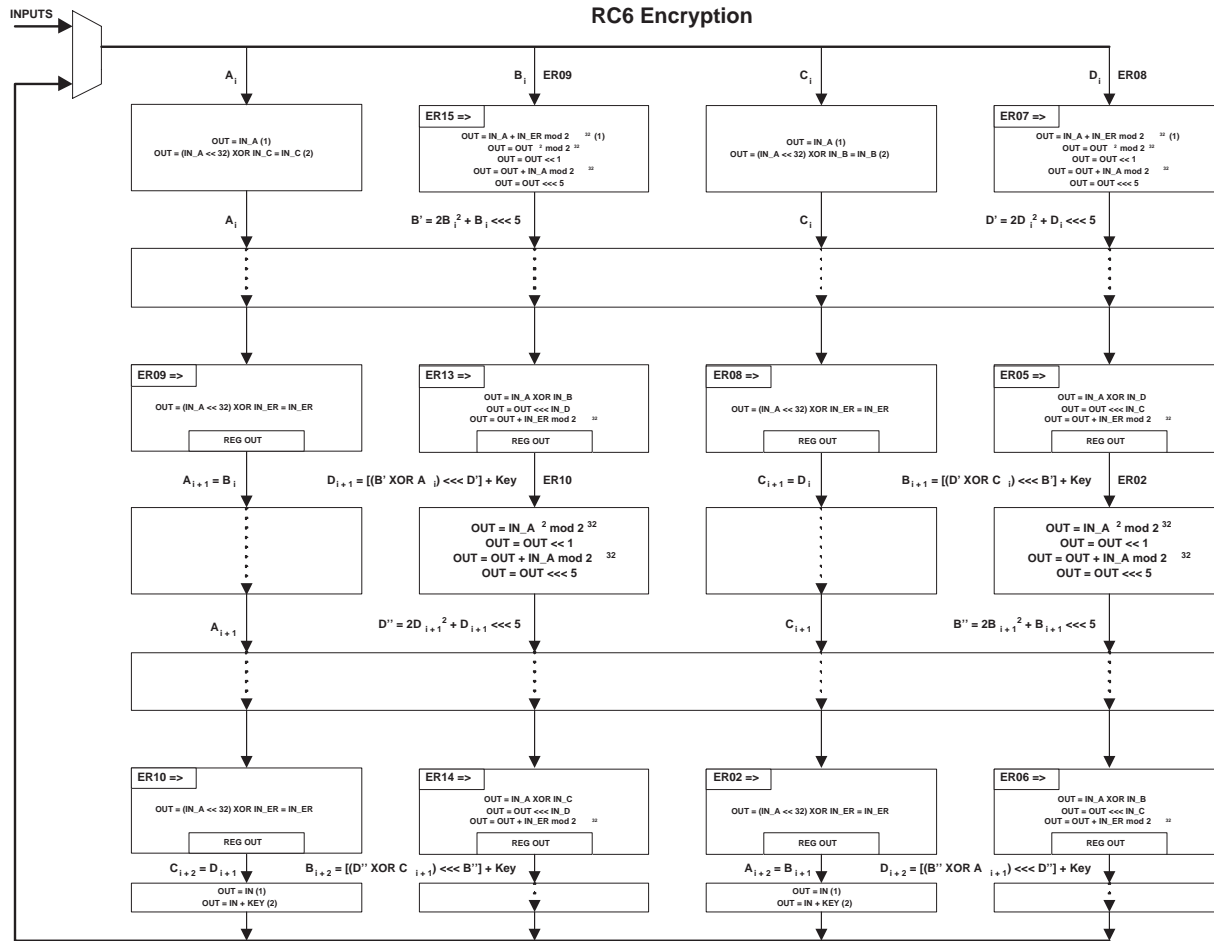 RC6 Encryption
INPUTS
A i
B i ER09
C i
D i ER08
OUT = IN_A (1)
OUT = (IN_A << 32) XOR IN_C = IN_C (2)
ER15 =>
OUT = IN_A + IN_ER mod 2 32 (1)
OUT = OUT 2 mod 2 32
OUT = OUT << 1
OUT = OUT + IN_A mod 2 32
OUT = OUT <<< 5
OUT = IN_A (1)
OUT = (IN_A << 32) XOR IN_B = IN_B (2)
ER07 =>
OUT = IN_A + IN_ER mod 2 32 (1)
OUT = OUT 2 mod 2 32
OUT = OUT << 1
OUT = OUT + IN_A mod 2 32
OUT = OUT <<< 5
A i
B' = 2B i 2 + B i <<< 5
C i
D' = 2D i 2 + D i <<< 5
ER09 =>
OUT = (IN_A << 32) XOR IN_ER = IN_ER
REG OUT
ER13 =>
OUT = IN_A XOR IN_B
OUT = OUT <<< IN_D
OUT = OUT + IN_ER mod 2 32
REG OUT
ER08 =>
OUT = (IN_A << 32) XOR IN_ER = IN_ER
REG OUT
ER05 =>
OUT = IN_A XOR IN_D
OUT = OUT <<< IN_C
OUT = OUT + IN_ER mod 2 32
REG OUT
A i + 1 = B i
D i + 1 = [(B' XOR A i) <<< D'] + Key ER10
C i + 1 = D i
B i + 1 = [(D' XOR C i) <<< B'] + Key ER02
OUT = IN_A 2 mod 2 32
OUT = OUT << 1
OUT = OUT + IN_A mod 2 32
OUT = OUT <<< 5
OUT = IN_A 2 mod 2 32
OUT = OUT << 1
OUT = OUT + IN_A mod 2 32
OUT = OUT <<< 5
A i + 1
D'' = 2D i + 1 2 + D i + 1 <<< 5
C i + 1
B'' = 2B i + 1 2 + B i + 1 <<< 5
ER10 =>
OUT = (IN_A << 32) XOR IN_ER = IN_ER
REG OUT
ER14 =>
OUT = IN_A XOR IN_C
OUT = OUT <<< IN_D
OUT = OUT + IN_ER mod 2 32
REG OUT
ER02 =>
OUT = (IN_A << 32) XOR IN_ER = IN_ER
REG OUT
ER06 =>
OUT = IN_A XOR IN_B
OUT = OUT <<< IN_C
OUT = OUT + IN_ER mod 2 32
REG OUT
C i + 2 = D i + 1
B i + 2 = [(D'' XOR C i + 1) <<< B''] + Key
A i + 2 = B i + 1
D i + 2 = [(B'' XOR A i + 1) <<< D''] + Key
OUT = IN (1)
OUT = IN + KEY (2)
OUT = IN (1)
OUT = IN + KEY (2)